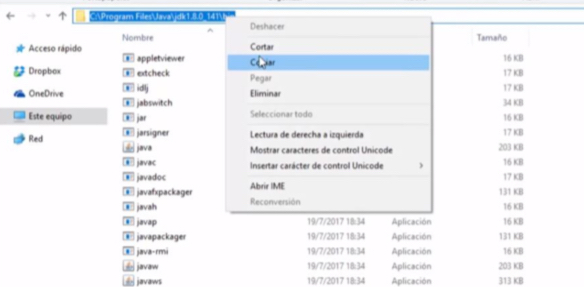 C:\Program Files\Java\jdk1.8.0_141\
Deshacer
Cortar
Pegar
Eliminar
Seleccionar todo
Lectura de derecha a izquierda
Mostrar caracteres de control Unicode
Insertar carácter de control Unicode
Abrir IME
Reconversión
Nombre
Tamaño
Acceso rápido
Dropbox
OneDrive
Este equipo
Red
appletviewer 16 KB
extcheck 17 KB
idlj 17 KB
jabswitch 34 KB
jar 16 KB
jarsigner 17 KB
java 203 KB
javac 16 KB
javadoc 17 KB
javafxpackager 131 KB
javah 16 KB
javap 19/7/2017 18:34 Aplicación 16 KB
javapackager 19/7/2017 18:34 Aplicación 131 KB
java-rmi 19/7/2017 18:34 Aplicación 16 KB
javaw 19/7/2017 18:34 Aplicación 203 KB
javaws 19/7/2017 18:34 Aplicación 313 KB